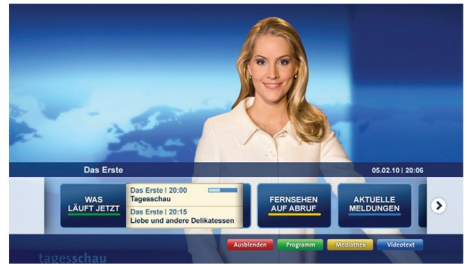 Das Erste
05.02.10 | 20:06
WAS
LÄUFT JETZT
Das Erste | 20:00
Tagesschau
Das Erste | 20:15
Liebe und andere Delikatessen
FERNSEHEN
AUF ABRUF
AKTUELLE
MELDUNGEN
Ausblenden
Programm
Mediathek
Videotext
tagesschau